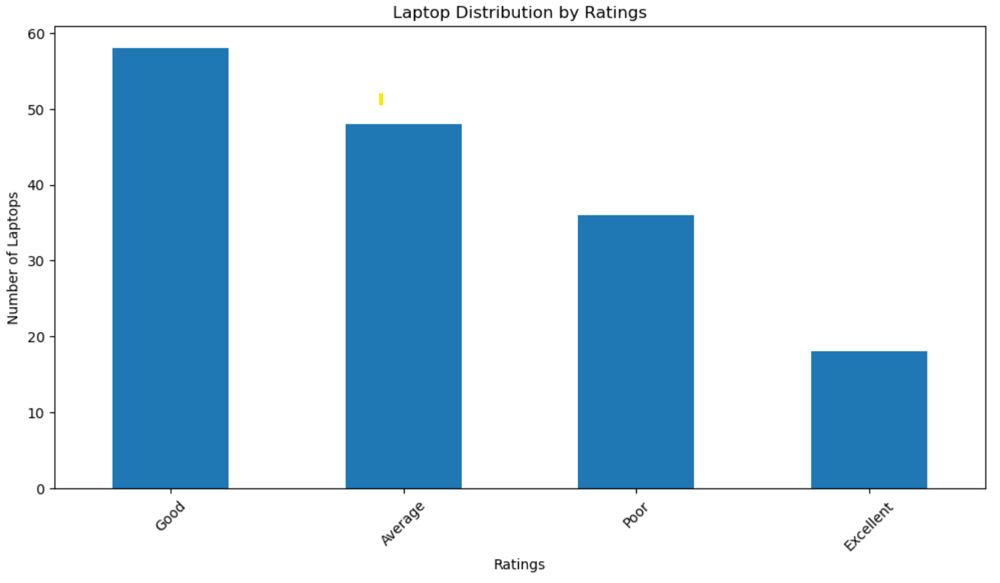 Laptop Distribution by Ratings
Number of Laptops
60
50
40
30
20
10
0
Good
Average
Poor
Excellent
Ratings